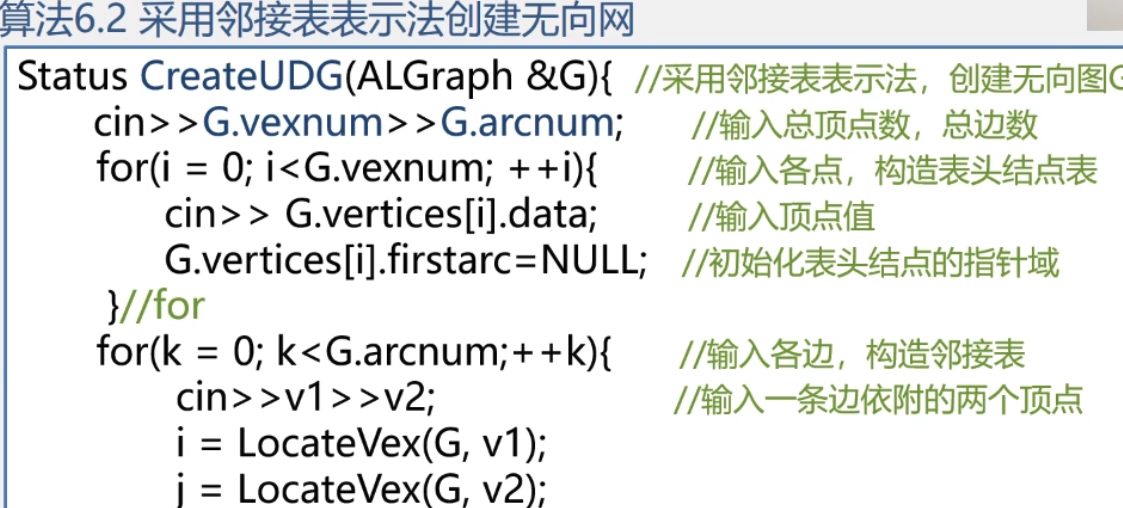 算法6.2 采用邻接表表示法创建无向网
Status CreateUDG(ALGraph &G){ //采用邻接表表示法，创建无向图G
cin>>G.vexnum>>G.arcnum; //输入总顶点数，总边数
for(i = 0; i<G.vexnum; ++i){ //输入各点，构造表头结点表
cin>> G.vertices[i].data; //输入顶点值
G.vertices[i].firstarc=NULL; //初始化表头结点的指针域
}//for
for(k = 0; k<G.arcnum;++k){ //输入各边，构造邻接表
cin>>v1>>v2; //输入一条边依附的两个顶点
i = LocateVex(G, v1);
j = LocateVex(G, v2);